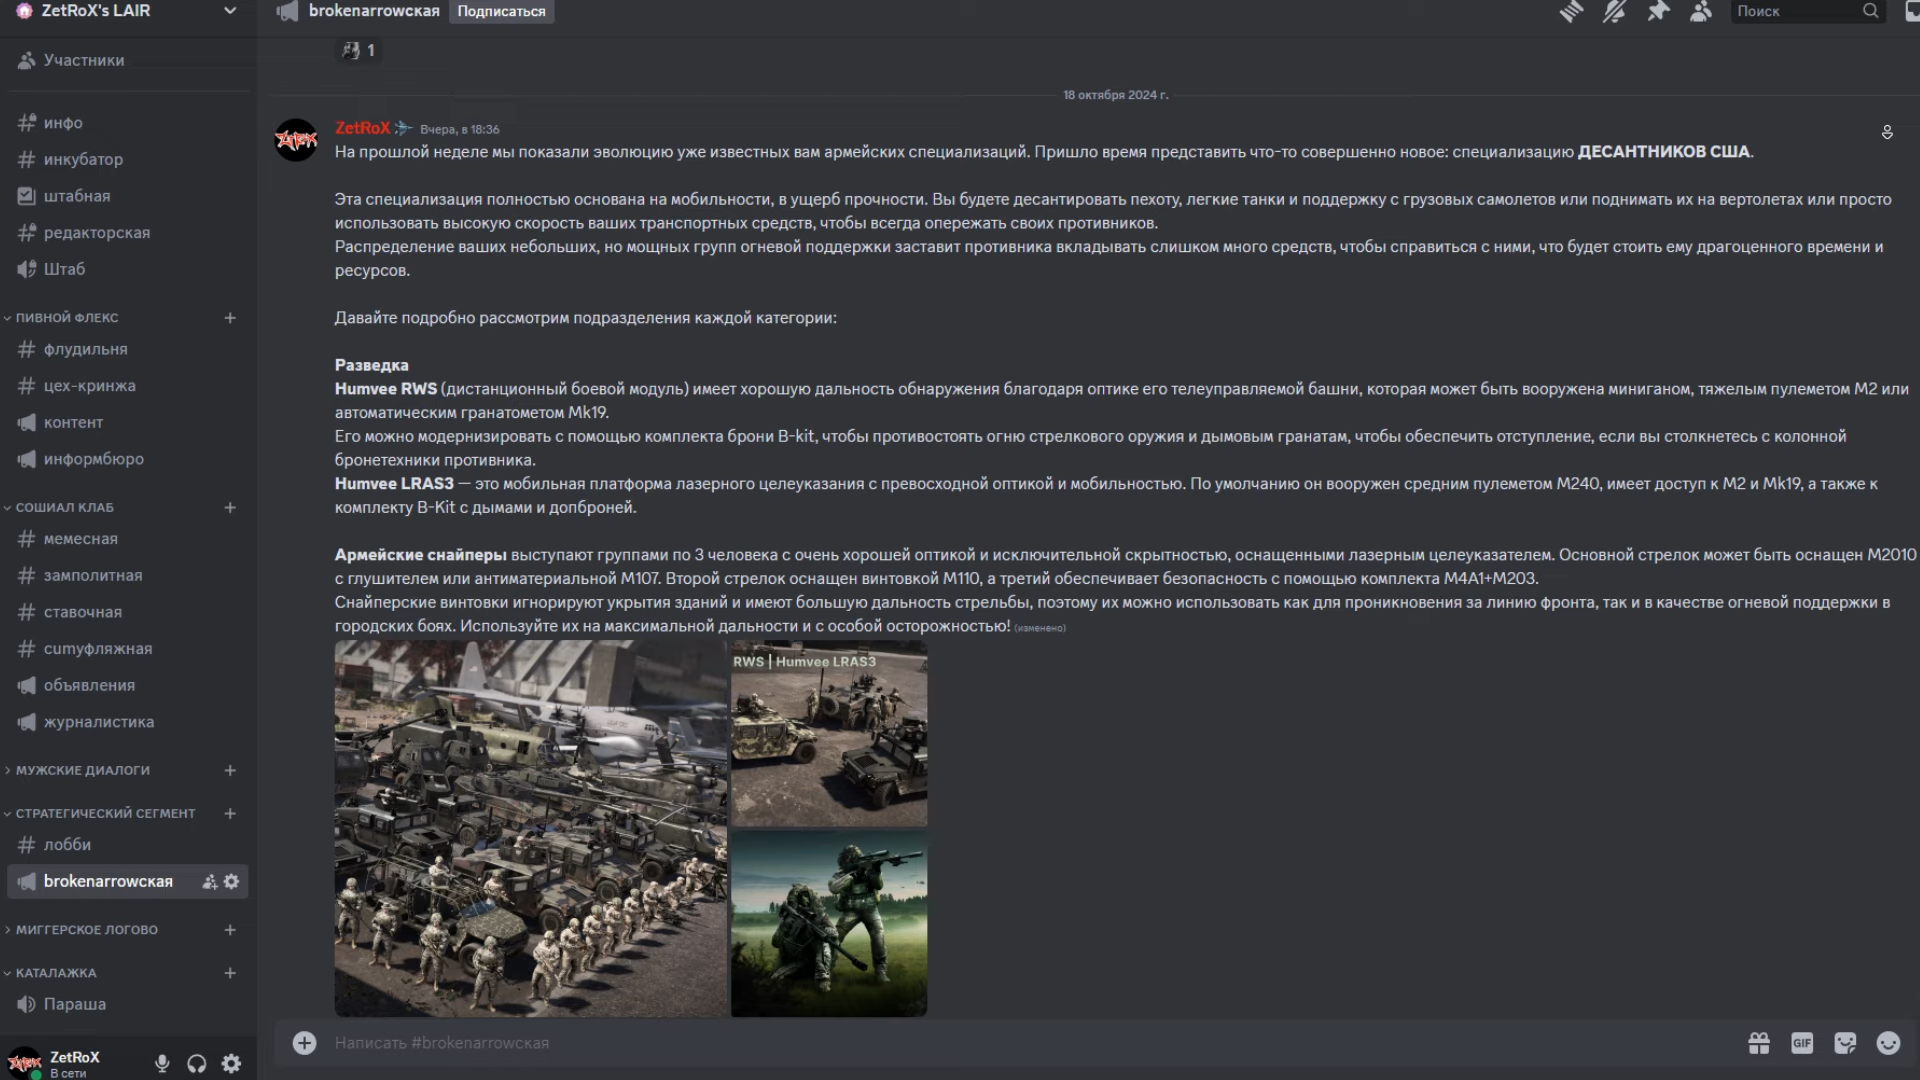 ZetRoX's LAIR
Участники
инфо
инкубатор
штабная
редакторская
Штаб
ПИВНОЙ ФЛЕКС
флудильня
цех-кринжа
контент
информбюро
СОШИАЛ КЛАБ
мемесная
замполитная
ставочная
cumуфляжная
объявления
журналистика
МУЖСКИЕ ДИАЛОГИ
СТРАТЕГИЧЕСКИЙ СЕГМЕНТ
лобби
brokenarrowская
МИГГЕРСКОЕ ЛОГОВО
КАТАЛАЖКА
Параша
ZetRoX
В сети
brokenarrowская Подписаться
Поиск
1
18 октября 2024 г.
ZetRoX Вчера, в 18:36
На прошлой неделе мы показали эволюцию уже известных вам армейских специализаций. Пришло время представить что-то совершенно новое: специализацию ДЕСАНТНИКОВ США.
Эта специализация полностью основана на мобильности, в ущерб прочности. Вы будете десантировать пехоту, легкие танки и поддержку с грузовых самолетов или поднимать их на вертолетах или просто
использовать высокую скорость ваших транспортных средств, чтобы всегда опережать своих противников.
Распределение ваших небольших, но мощных групп огневой поддержки заставит противника вкладывать слишком много средств, чтобы справиться с ними, что будет стоить ему драгоценного времени и
ресурсов.
Давайте подробно рассмотрим подразделения каждой категории:
Разведка
Humvee RWS (дистанционный боевой модуль) имеет хорошую дальность обнаружения благодаря оптике его телеуправляемой башни, которая может быть вооружена миниганом, тяжелым пулеметом M2 или
автоматическим гранатометом Mk19.
Его можно модернизировать с помощью комплекта брони B-kit, чтобы противостоять огню стрелкового оружия и дымовым гранатам, чтобы обеспечить отступление, если вы столкнетесь с колонной
бронетехники противника.
Humvee LRAS3 — это мобильная платформа лазерного целеуказания с превосходной оптикой и мобильностью. По умолчанию он вооружен средним пулеметом M240, имеет доступ к M2 и Mk19, а также к
комплекту B-Kit с дымами и допброней.
Армейские снайперы выступают группами по 3 человека с очень хорошей оптикой и исключительной скрытностью, оснащенными лазерным целеуказателем. Основной стрелок может быть оснащен M2010
с глушителем или антиматериальной M107. Второй стрелок оснащен винтовкой M110, а третий обеспечивает безопасность с помощью комплекта M4A1+M203.
Снайперские винтовки игнорируют укрытия зданий и имеют большую дальность стрельбы, поэтому их можно использовать как для проникновения за линию фронта, так и в качестве огневой поддержки в
городских боях. Используйте их на максимальной дальности и с особой осторожностью! (изменено)
RWS | Humvee LRAS3
Написать #brokenarrowская
GIF